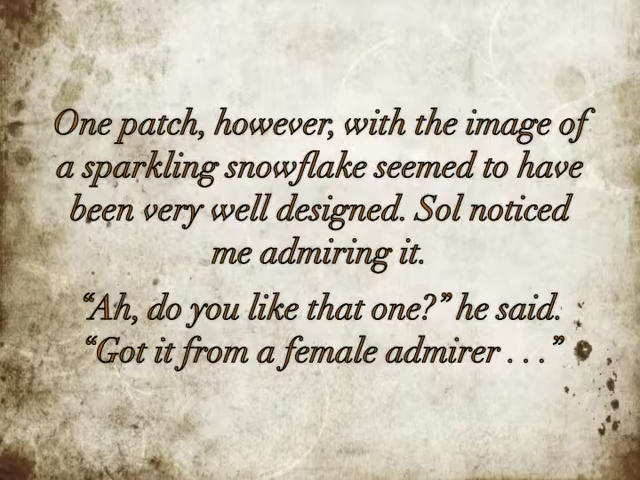 One patch, however, with the image of
a sparkling snowflake seemed to have
been very well designed. Sol noticed
me admiring it.
“Ah, do you like that one?” he said.
“Got it from a female admirer . . .”